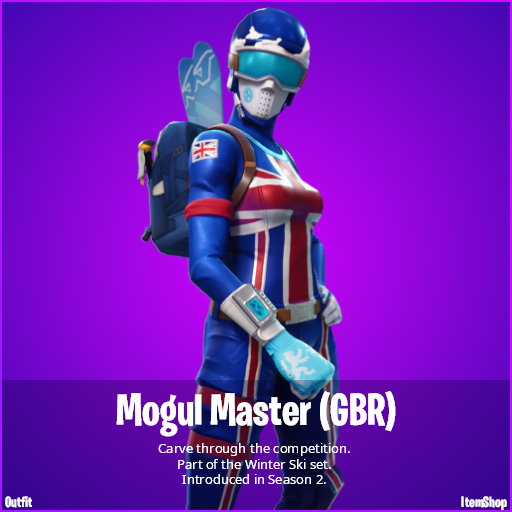 Mogul Master (GBR)
Carve through the competition.
Part of the Winter Ski set.
Introduced in Season 2.
Outfit
ItemShop